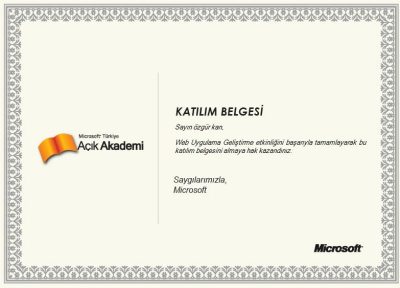 KATILIM BELGESİ
Sayın özgür kan,
Web Uygulama Geliştirme etkinliğini başarıyla tamamlayarak bu
katilim belgesini almaya hak kazandınız.
Microsoft Türkiye
Açık Akademi
Saygılarımızla,
Microsoft
Microsoft